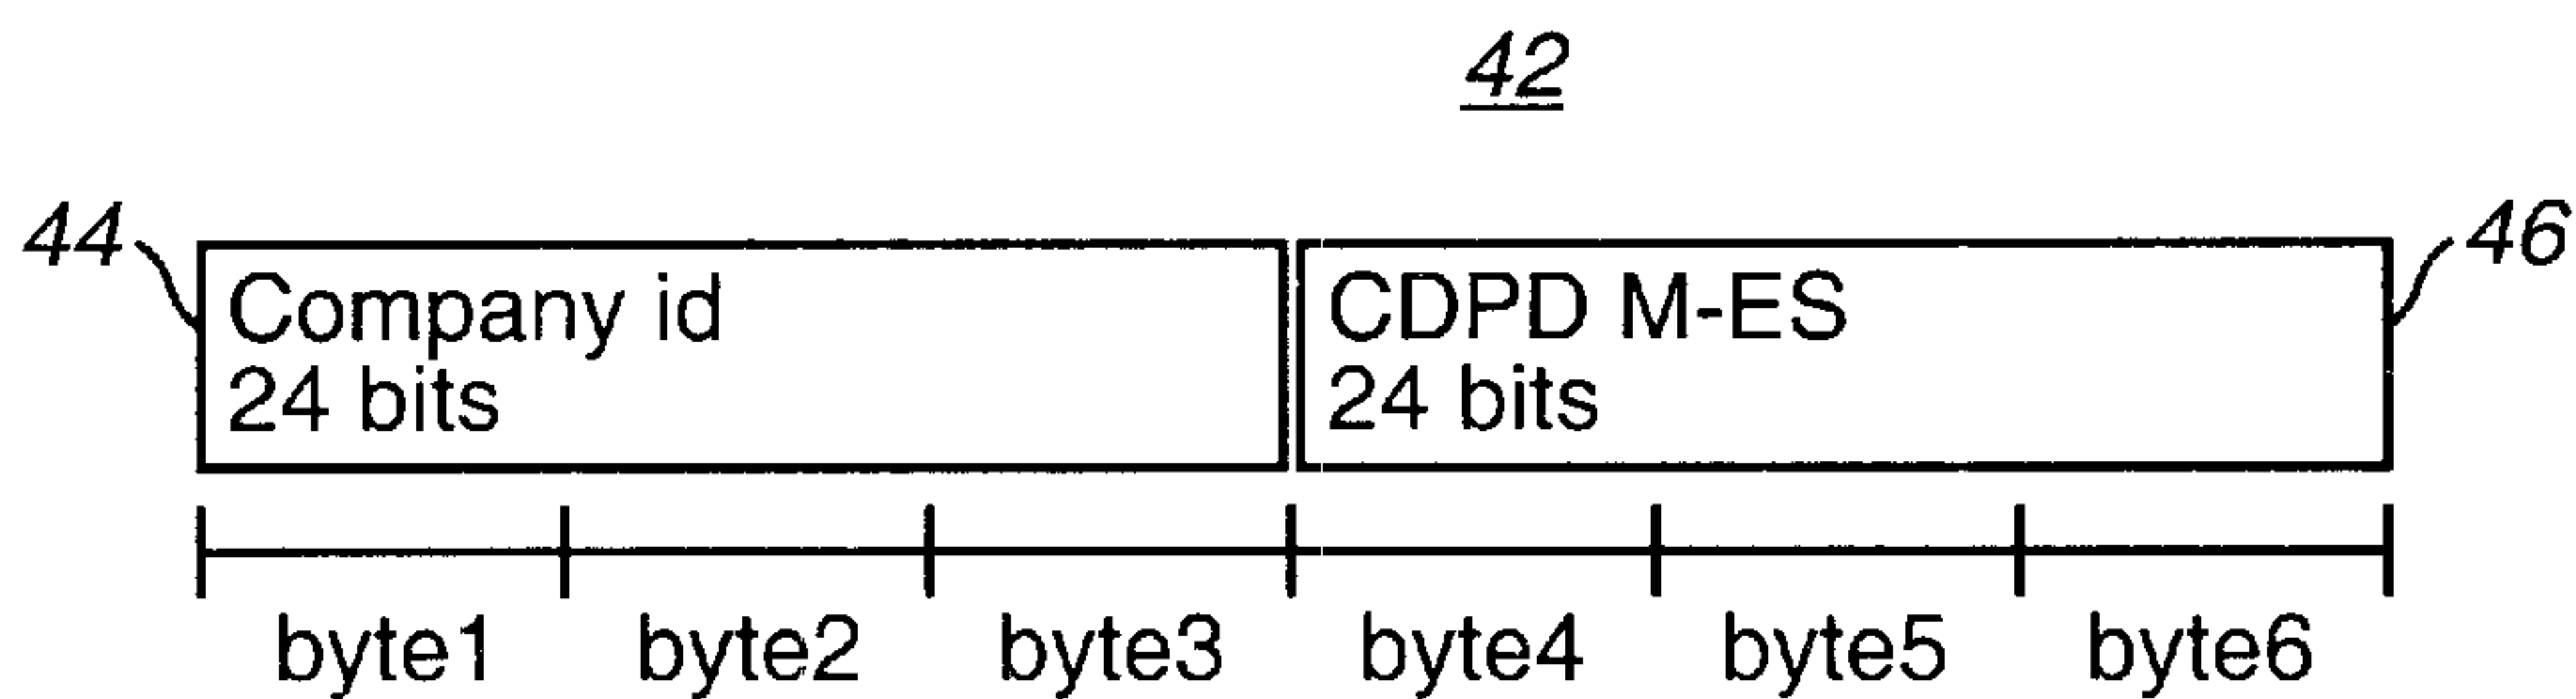 42
44
Company id
24 bits
CDPD M-ES
24 bits
46
byte1 byte2 byte3 byte4 byte5 byte6